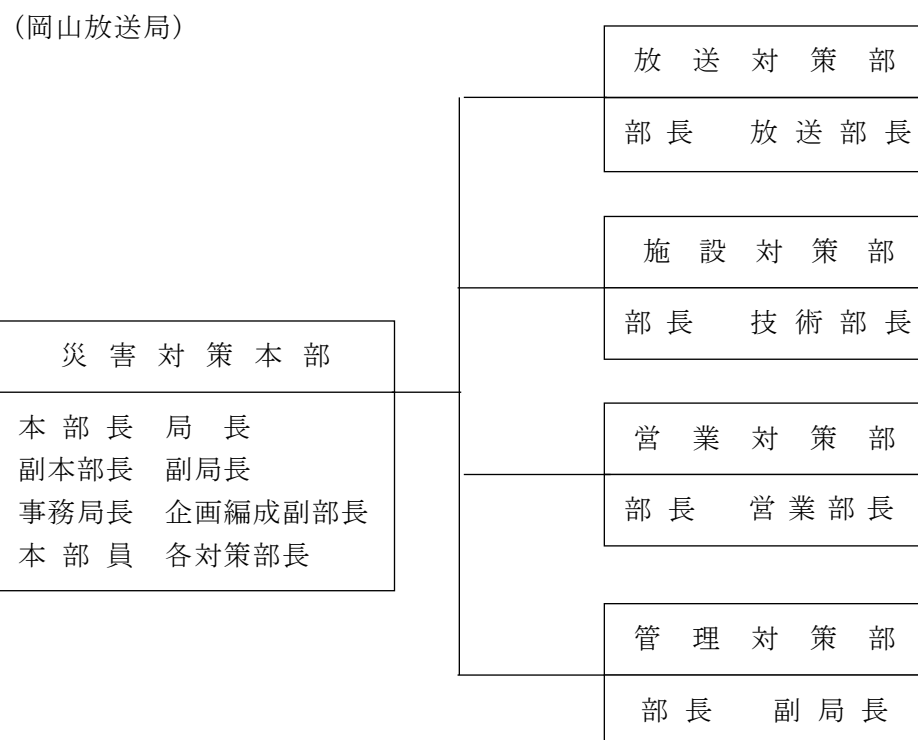 (岡山放送局)
災害対策本部
本部長 局長
副本部長 副局長
事務局長 企画編成副部長
本部員 各対策部長
放送対策部
部長 放送部長
施設対策部
部長 技術部長
営業対策部
部長 営業部長
管理対策部
部長 副局長